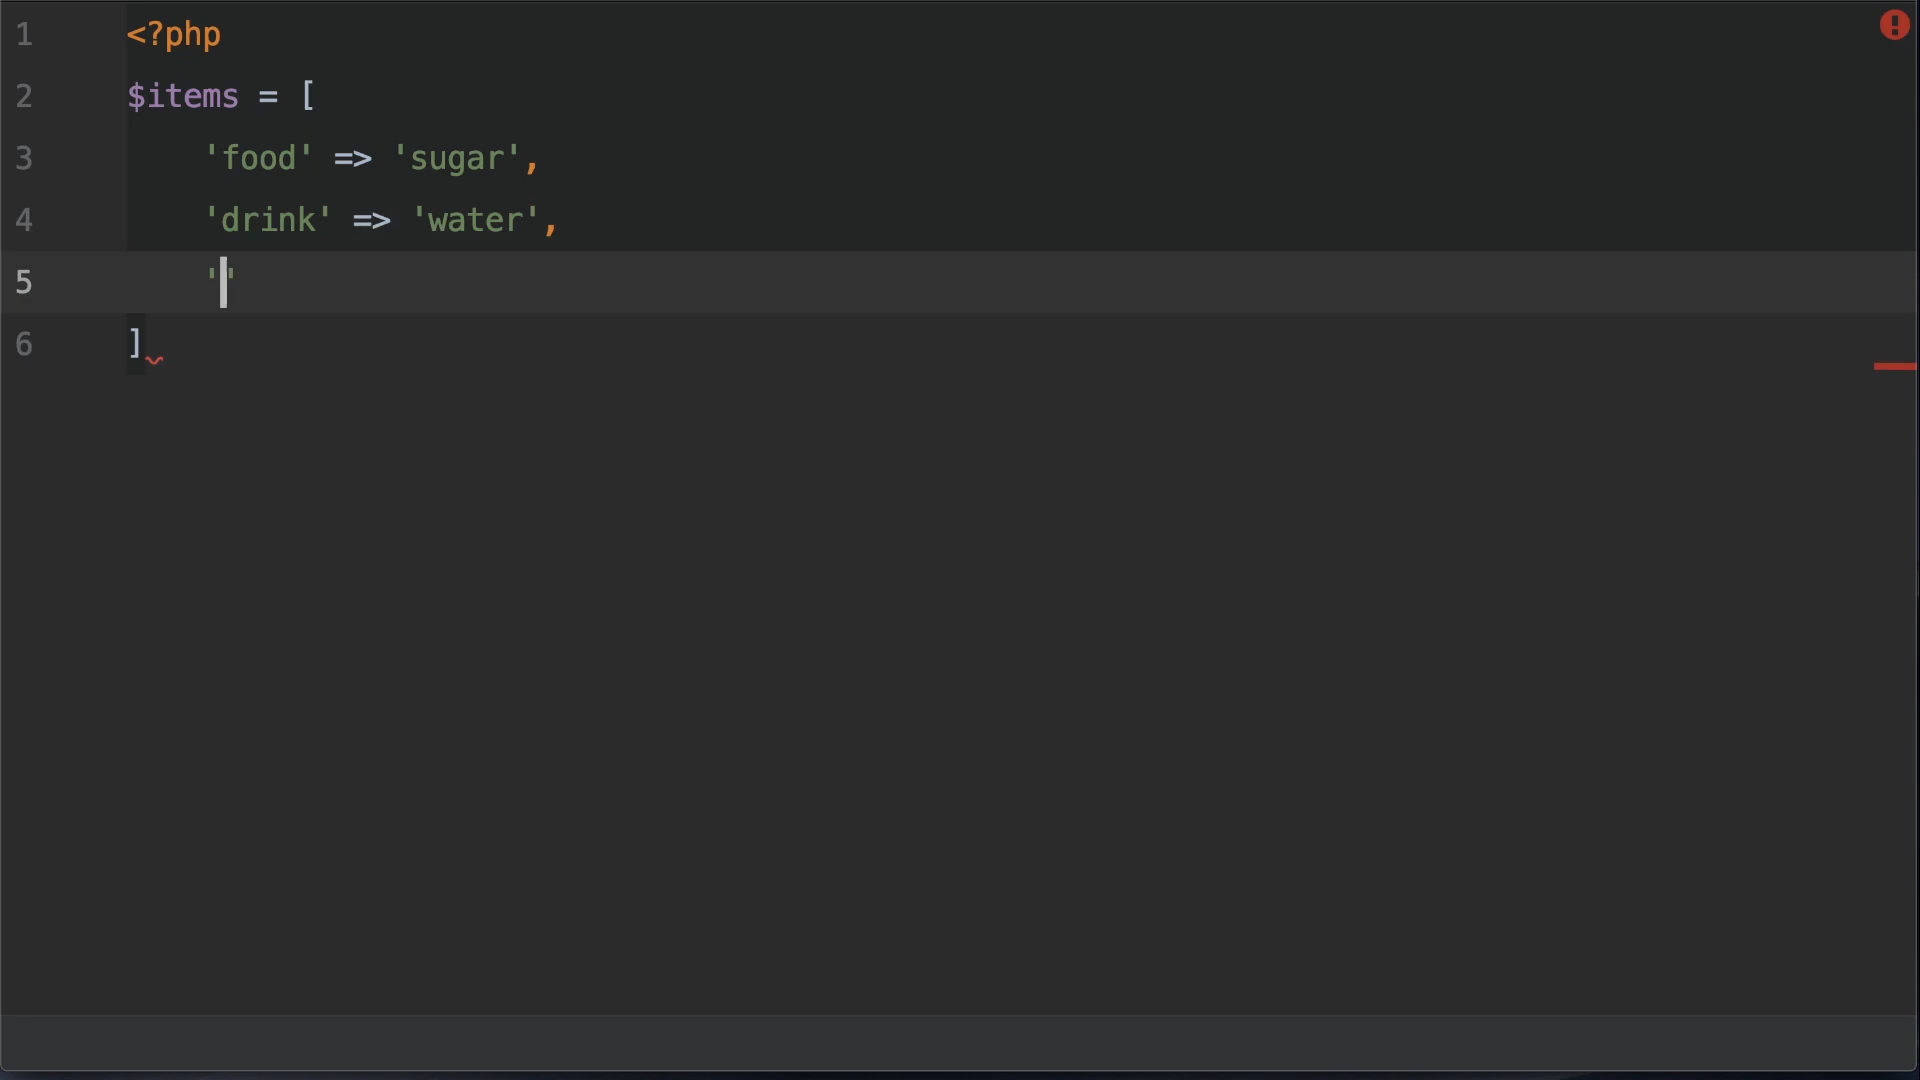 1 <?php
2 $items = [
3 'food' => 'sugar',
4 'drink' => 'water',
5 ''
6 ]